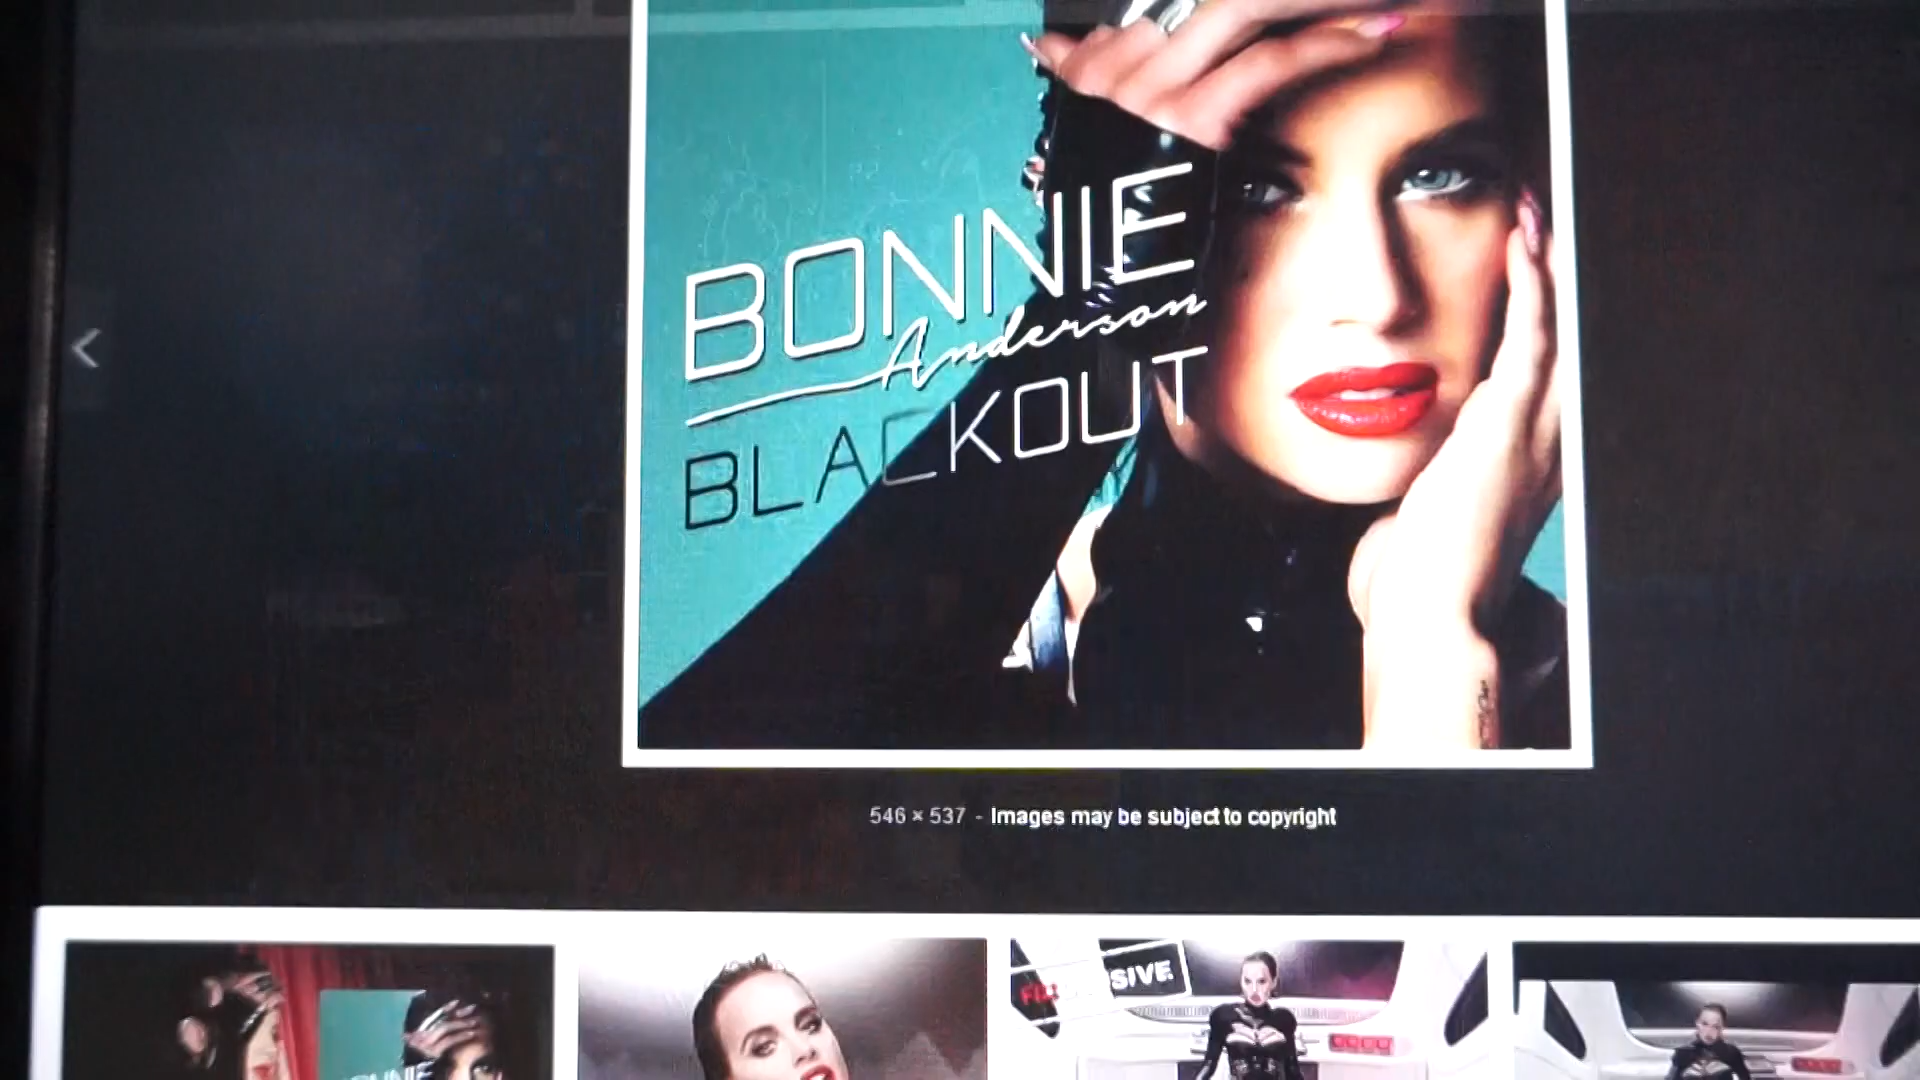 BONNIE
Anderson
BLACKOUT
546 × 537 - Images may be subject to copyright
SIVE